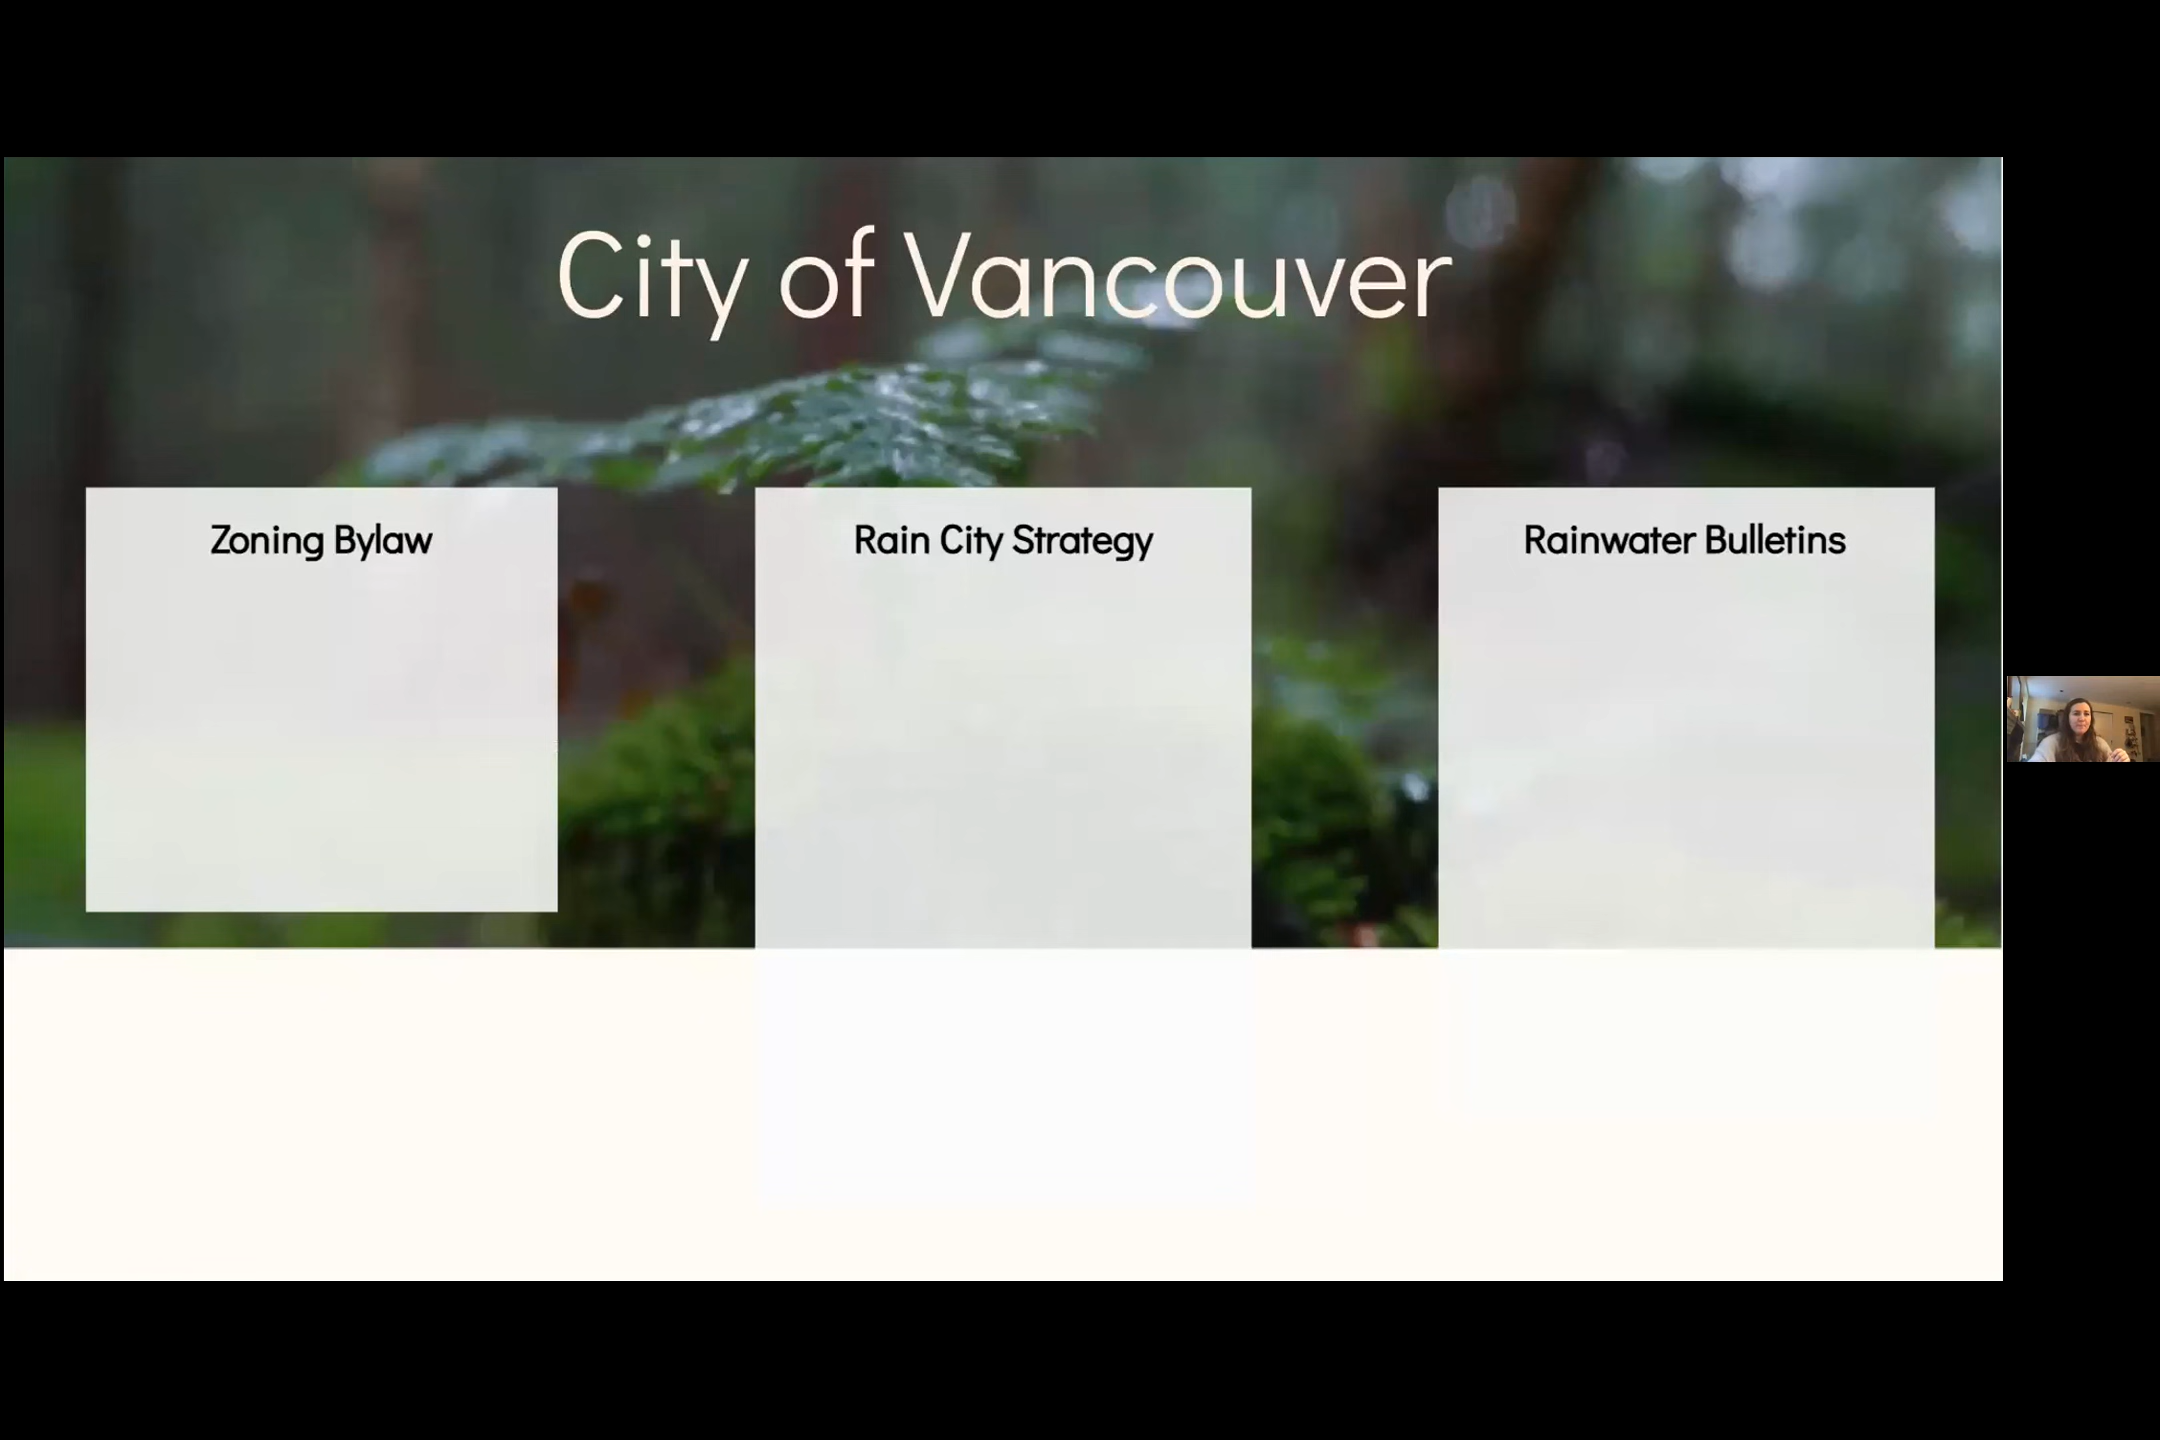 City of Vancouver
Zoning Bylaw
Rain City Strategy
Rainwater Bulletins